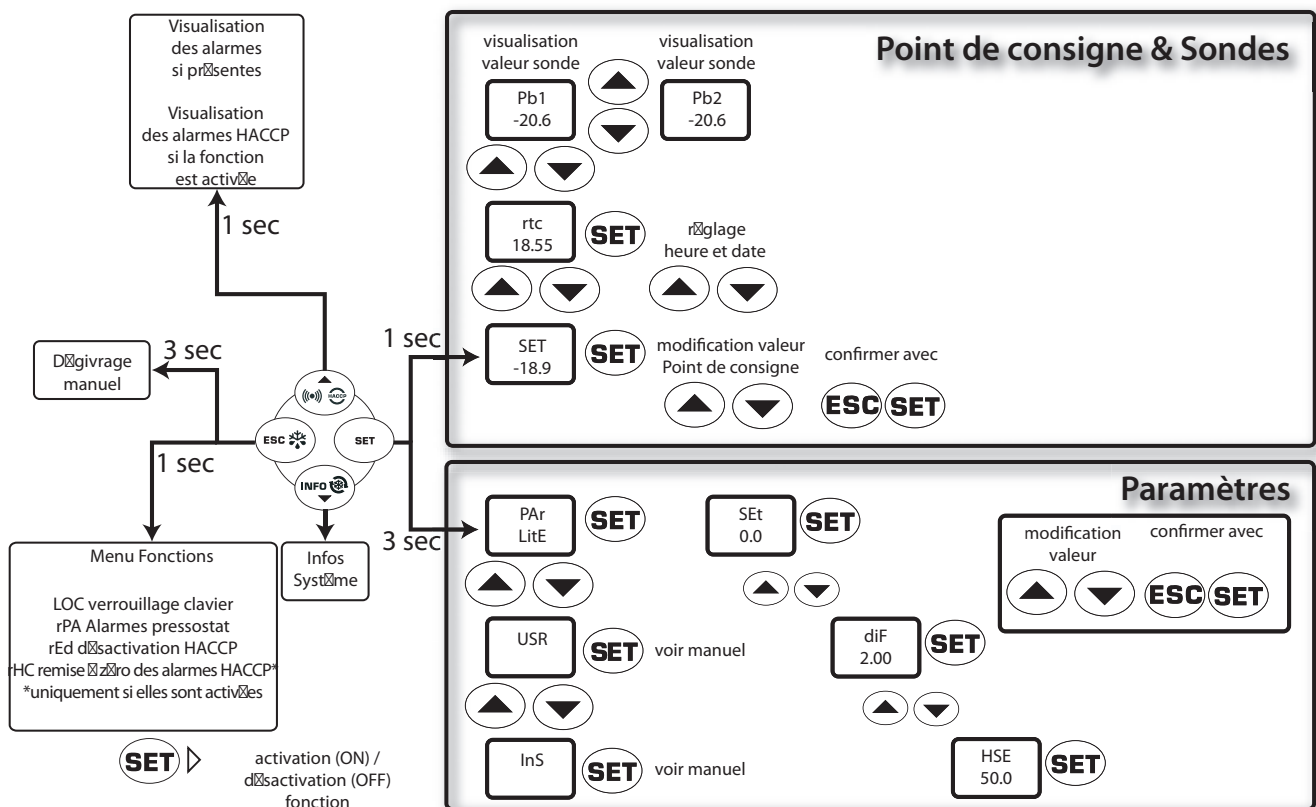 Visualisation
des alarmes
si pr⊠sentes
Visualisation
des alarmes HACCP
si la fonction
est activ⊠e
1 sec
D⊠givrage
manuel
3 sec
HACCP
ESC
SET
INFO
1 sec
Menu Fonctions
LOC verrouillage clavier
rPA Alarmes pressostat
rEd d⊠sactivation HACCP
rHC remise ⊠ z⊠ro des alarmes HACCP*
*uniquement si elles sont activ⊠es
SET
activation (ON) /
d⊠sactivation (OFF)
fonction
Infos
Syst⊠me
1 sec
3 sec
Point de consigne & Sondes
visualisation
valeur sonde
Pb1
-20.6
visualisation
valeur sonde
Pb2
-20.6
rtc
18.55
SET
r⊠glage
heure et date
SET
-18.9
SET
modification valeur
Point de consigne
confirmer avec
ESC SET
Paramètres
PAr
LitE
SET
SEt
0.0
SET
modification
valeur
confirmer avec
ESC SET
USR
SET
voir manuel
diF
2.00
SET
InS
SET
voir manuel
HSE
50.0
SET